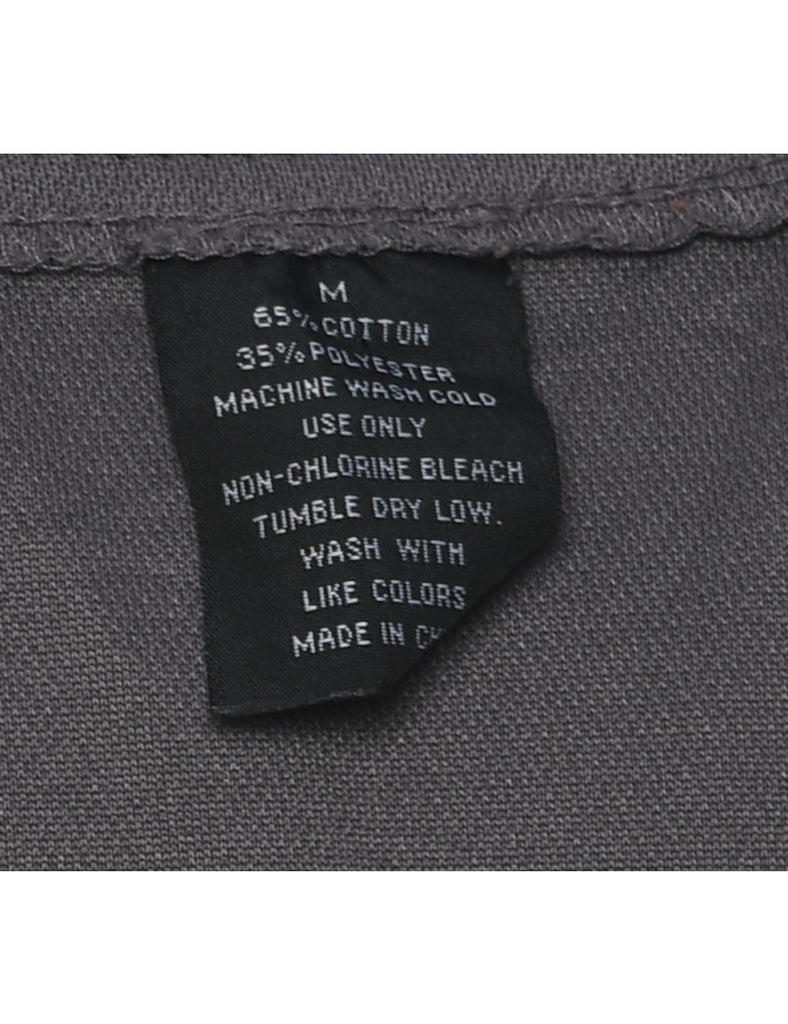 M
65% COTTON
35% POLYESTER
MACHINE WASH COLD
USE ONLY
NON-CHLORINE BLEACH
TUMBLE DRY LOW.
WASH WITH
LIKE COLORS
MADE IN